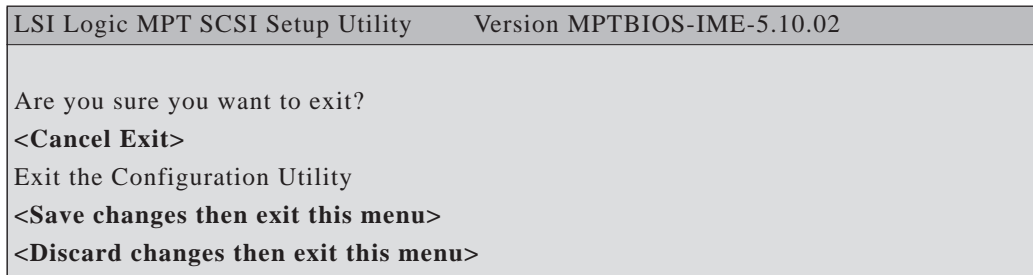 LSI Logic MPT SCSI Setup Utility Version MPTBIOS-IME-5.10.02
Are you sure you want to exit?
<Cancel Exit>
Exit the Configuration Utility
<Save changes then exit this menu>
<Discard changes then exit this menu>